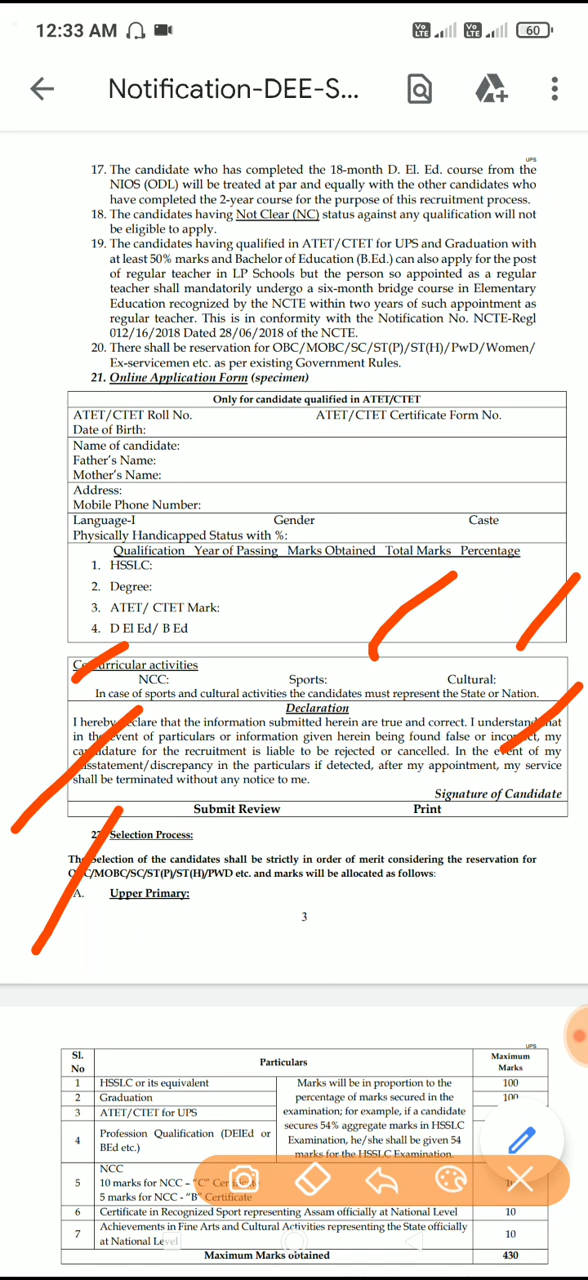 12:33 AM
Vo LTE Vo LTE 60
Notification-DEE-S...
UPS
17. The candidate who has completed the 18-month D. El. Ed. course from the
NIOS (ODL) will be treated at par and equally with the other candidates who
have completed the 2-year course for the purpose of this recruitment process.
18. The candidates having Not Clear (NC) status against any qualification will not
be eligible to apply.
19. The candidates having qualified in ATET/CTET for UPS and Graduation with
at least 50% marks and Bachelor of Education (B.Ed.) can also apply for the post
of regular teacher in LP Schools but the person so appointed as a regular
teacher shall mandatorily undergo a six-month bridge course in Elementary
Education recognized by the NCTE within two years of such appointment as
regular teacher. This is in conformity with the Notification No. NCTE-Regl
012/16/2018 Dated 28/06/2018 of the NCTE.
20. There shall be reservation for OBC/MOBC/SC/ST(P)/ST(H)/PwD/Women/
Ex-servicemen etc. as per existing Government Rules.
21. Online Application Form (specimen)
Only for candidate qualified in ATET/CTET
ATET/CTET Roll No. ATET/CTET Certificate Form No.
Date of Birth:
Name of candidate:
Father's Name:
Mother's Name:
Address:
Mobile Phone Number:
Language-I Gender Caste
Physically Handicapped Status with %:
Qualification Year of Passing Marks Obtained Total Marks Percentage
1. HSSLC:
2. Degree:
3. ATET/ CTET Mark:
4. D El Ed/ B Ed
curricular activities
NCC: Sports: Cultural:
In case of sports and cultural activities the candidates must represent the State or Nation.
Declaration
I hereby declare that the information submitted herein are true and correct. I understand that
in the event of particulars or information given herein being found false or incorrect, my
candidature for the recruitment is liable to be rejected or cancelled. In the event of my
misstatement/discrepancy in the particulars if detected, after my appointment, my service
shall be terminated without any notice to me.
Signature of Candidate
Submit Review Print
22. Selection Process:
The Selection of the candidates shall be strictly in order of merit considering the reservation for
OBC/MOBC/SC/ST(P)/ST(H)/PWD etc. and marks will be allocated as follows:
A. Upper Primary:
3
UPS
Sl. No Particulars Maximum Marks
1 HSSLC or its equivalent Marks will be in proportion to the 100
2 Graduation percentage of marks secured in the 100
3 ATET/CTET for UPS examination; for example, if a candidate
secures 54% aggregate marks in HSSLC
4 Profession Qualification (DElEd or BEd etc.) Examination, he/she shall be given 54
marks for the HSSLC Examination.
5 NCC
10 marks for NCC - "C" Certificate
5 marks for NCC - "B" Certificate
6 Certificate in Recognized Sport representing Assam officially at National Level 10
7 Achievements in Fine Arts and Cultural Activities representing the State officially
at National Level 10
Maximum Marks obtained 430